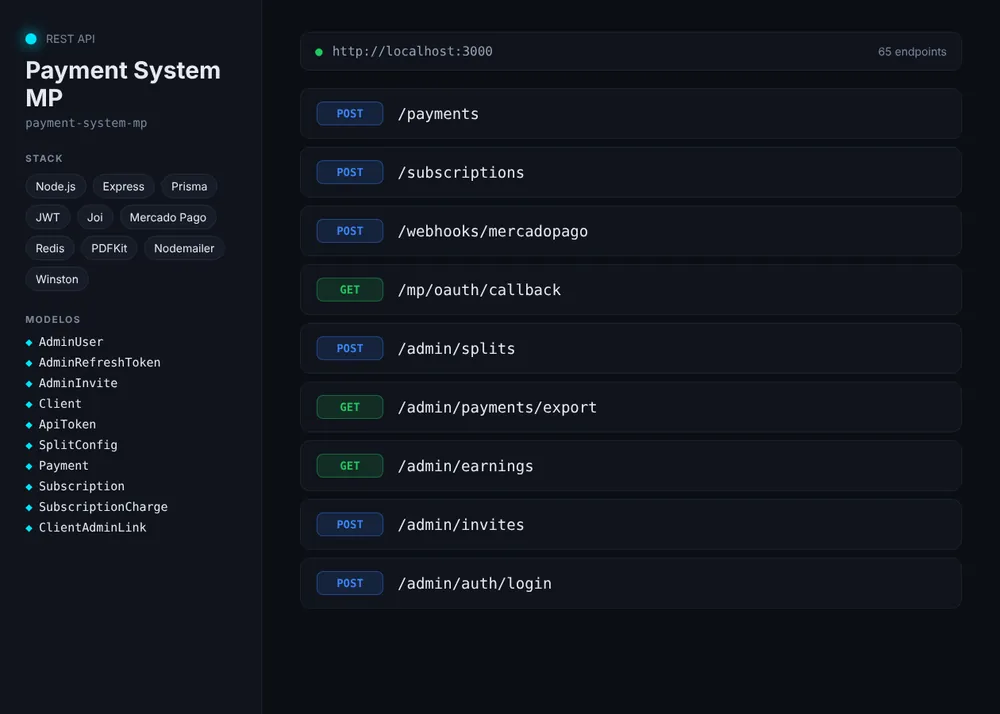 REST API
Payment System
MP
payment-system-mp
STACK
Node.js Express Prisma
JWT Joi Mercado Pago
Redis PDFKit Nodemailer
Winston
MODELOS
AdminUser
AdminRefreshToken
AdminInvite
Client
ApiToken
SplitConfig
Payment
Subscription
SubscriptionCharge
ClientAdminLink
http://localhost:3000 65 endpoints
POST /payments
POST /subscriptions
POST /webhooks/mercadopago
GET /mp/oauth/callback
POST /admin/splits
GET /admin/payments/export
GET /admin/earnings
POST /admin/invites
POST /admin/auth/login